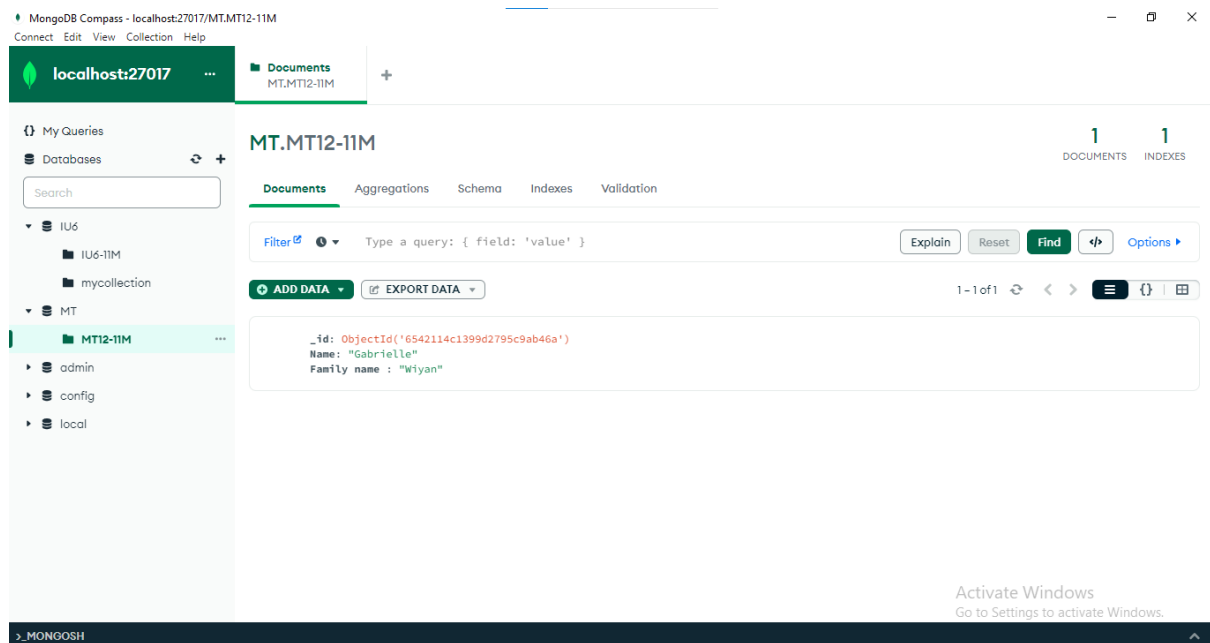 MongoDB Compass - localhost:27017/MT.MT12-11M
Connect Edit View Collection Help
localhost:27017 ...
Documents
MT.MT12-11M
+
{} My Queries
Databases +
Search
IU6
IU6-11M
mycollection
MT
MT12-11M ...
admin
config
local
MT.MT12-11M
1 1
DOCUMENTS INDEXES
Documents Aggregations Schema Indexes Validation
Filter Type a query: { field: 'value' } Explain Reset Find </> Options
ADD DATA EXPORT DATA 1-1 of 1 {}
_id: ObjectId('6542114c1399d2795c9ab46a')
Name: "Gabrielle"
Family name : "Wiyan"
Activate Windows
Go to Settings to activate Windows.
>_MONGOSH